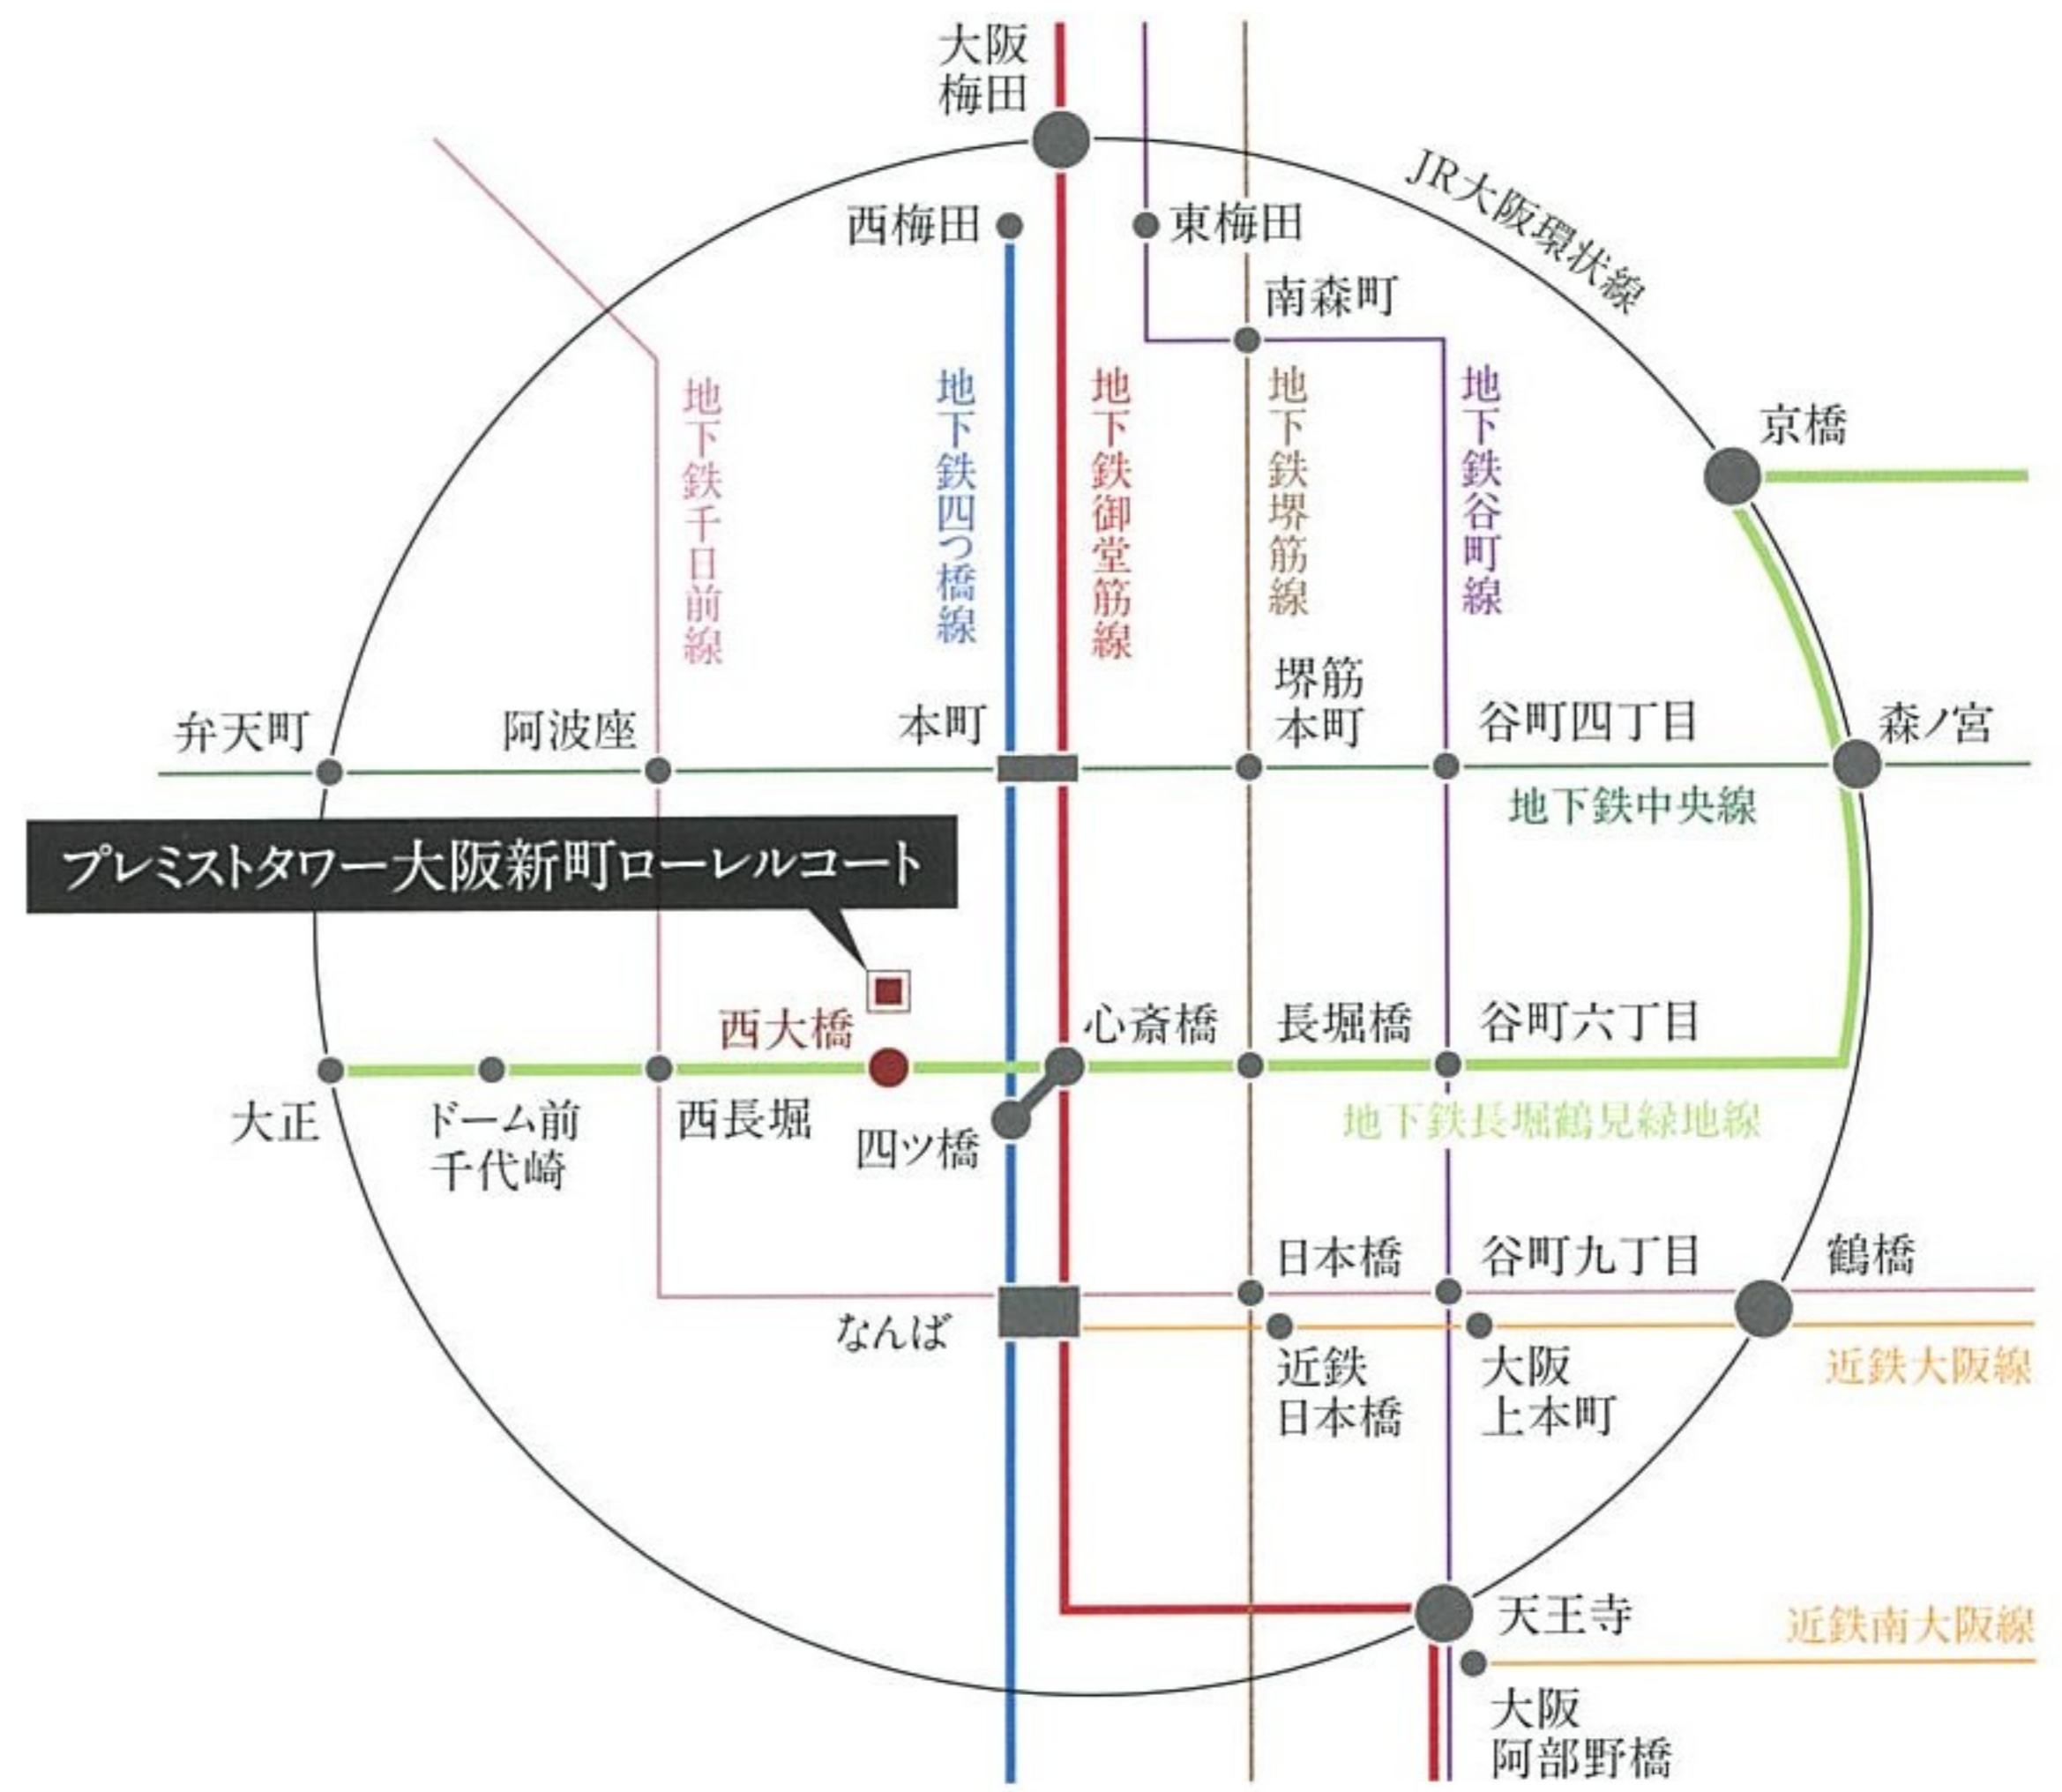 大阪
梅田
西梅田
東梅田
JR大阪環状線
南森町
地下鉄千日前線
地下鉄四つ橋線
地下鉄御堂筋線
地下鉄堺筋線
地下鉄谷町線
京橋
弁天町
阿波座
本町
堺筋
本町
谷町四丁目
森ノ宮
地下鉄中央線
プレミストタワー大阪新町ローレルコート
西大橋
心斎橋
長堀橋
谷町六丁目
大正
ドーム前
千代崎
西長堀
四ツ橋
地下鉄長堀鶴見緑地線
日本橋
谷町九丁目
鶴橋
なんば
近鉄
日本橋
大阪
上本町
近鉄大阪線
天王寺
近鉄南大阪線
大阪
阿部野橋